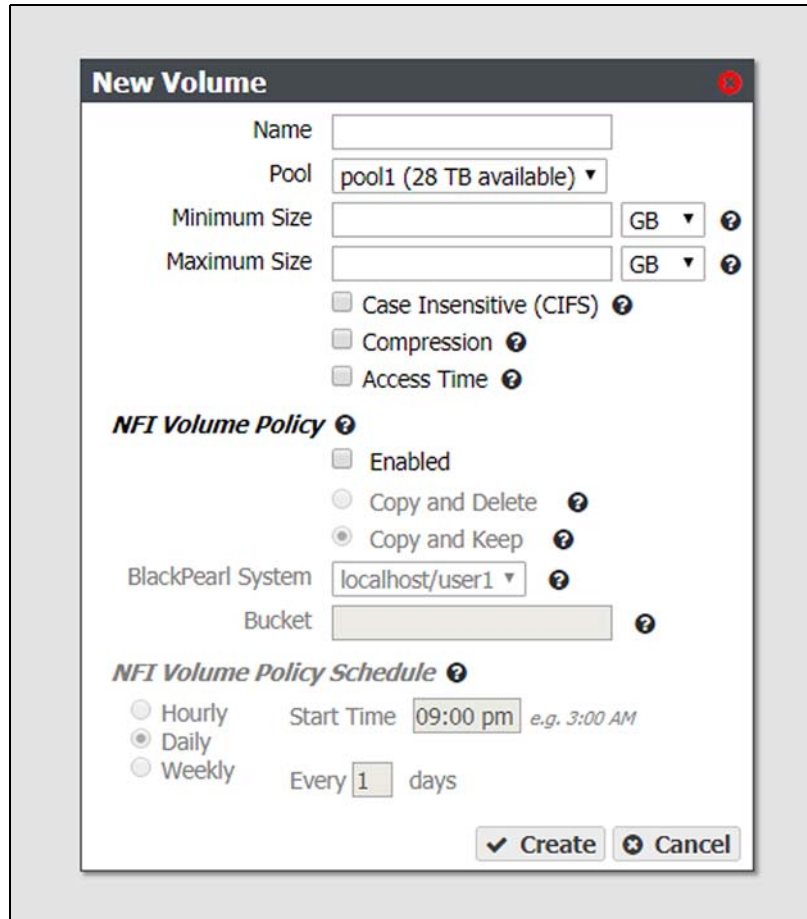 New Volume
Name
Pool pool1 (28 TB available)
Minimum Size GB
Maximum Size GB
Case Insensitive (CIFS)
Compression
Access Time
NFI Volume Policy
Enabled
Copy and Delete
Copy and Keep
BlackPearl System localhost/user1
Bucket
NFI Volume Policy Schedule
Hourly Start Time 09:00 pm e.g. 3:00 AM
Daily
Weekly Every 1 days
Create Cancel